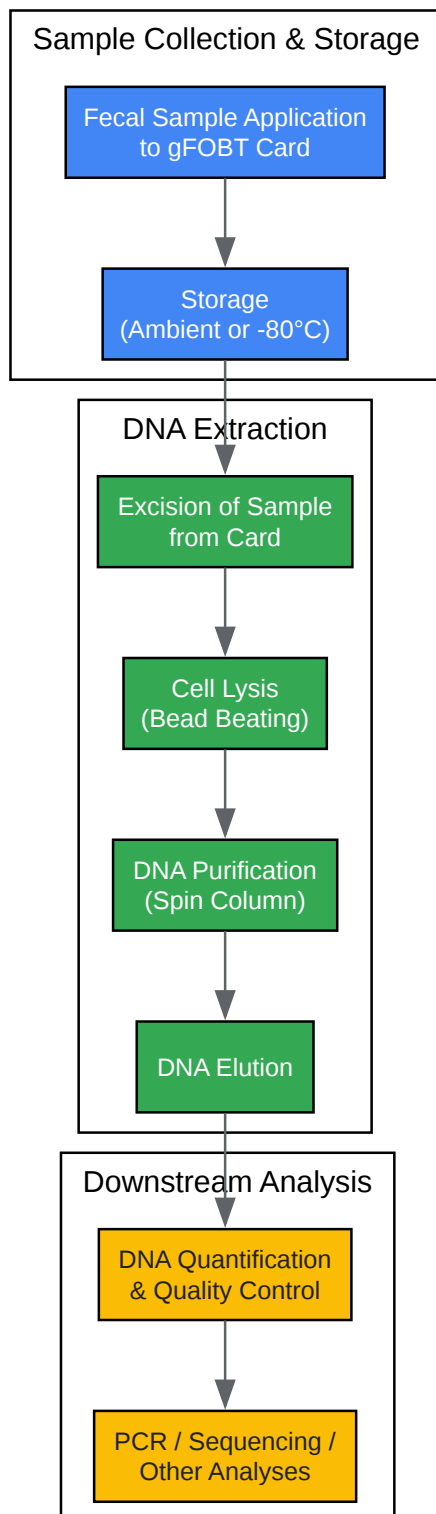 Sample Collection & Storage
Fecal Sample Application
to gFOBT Card
Storage
(Ambient or -80°C)
DNA Extraction
Excision of Sample
from Card
Cell Lysis
(Bead Beating)
DNA Purification
(Spin Column)
DNA Elution
Downstream Analysis
DNA Quantification
& Quality Control
PCR / Sequencing /
Other Analyses